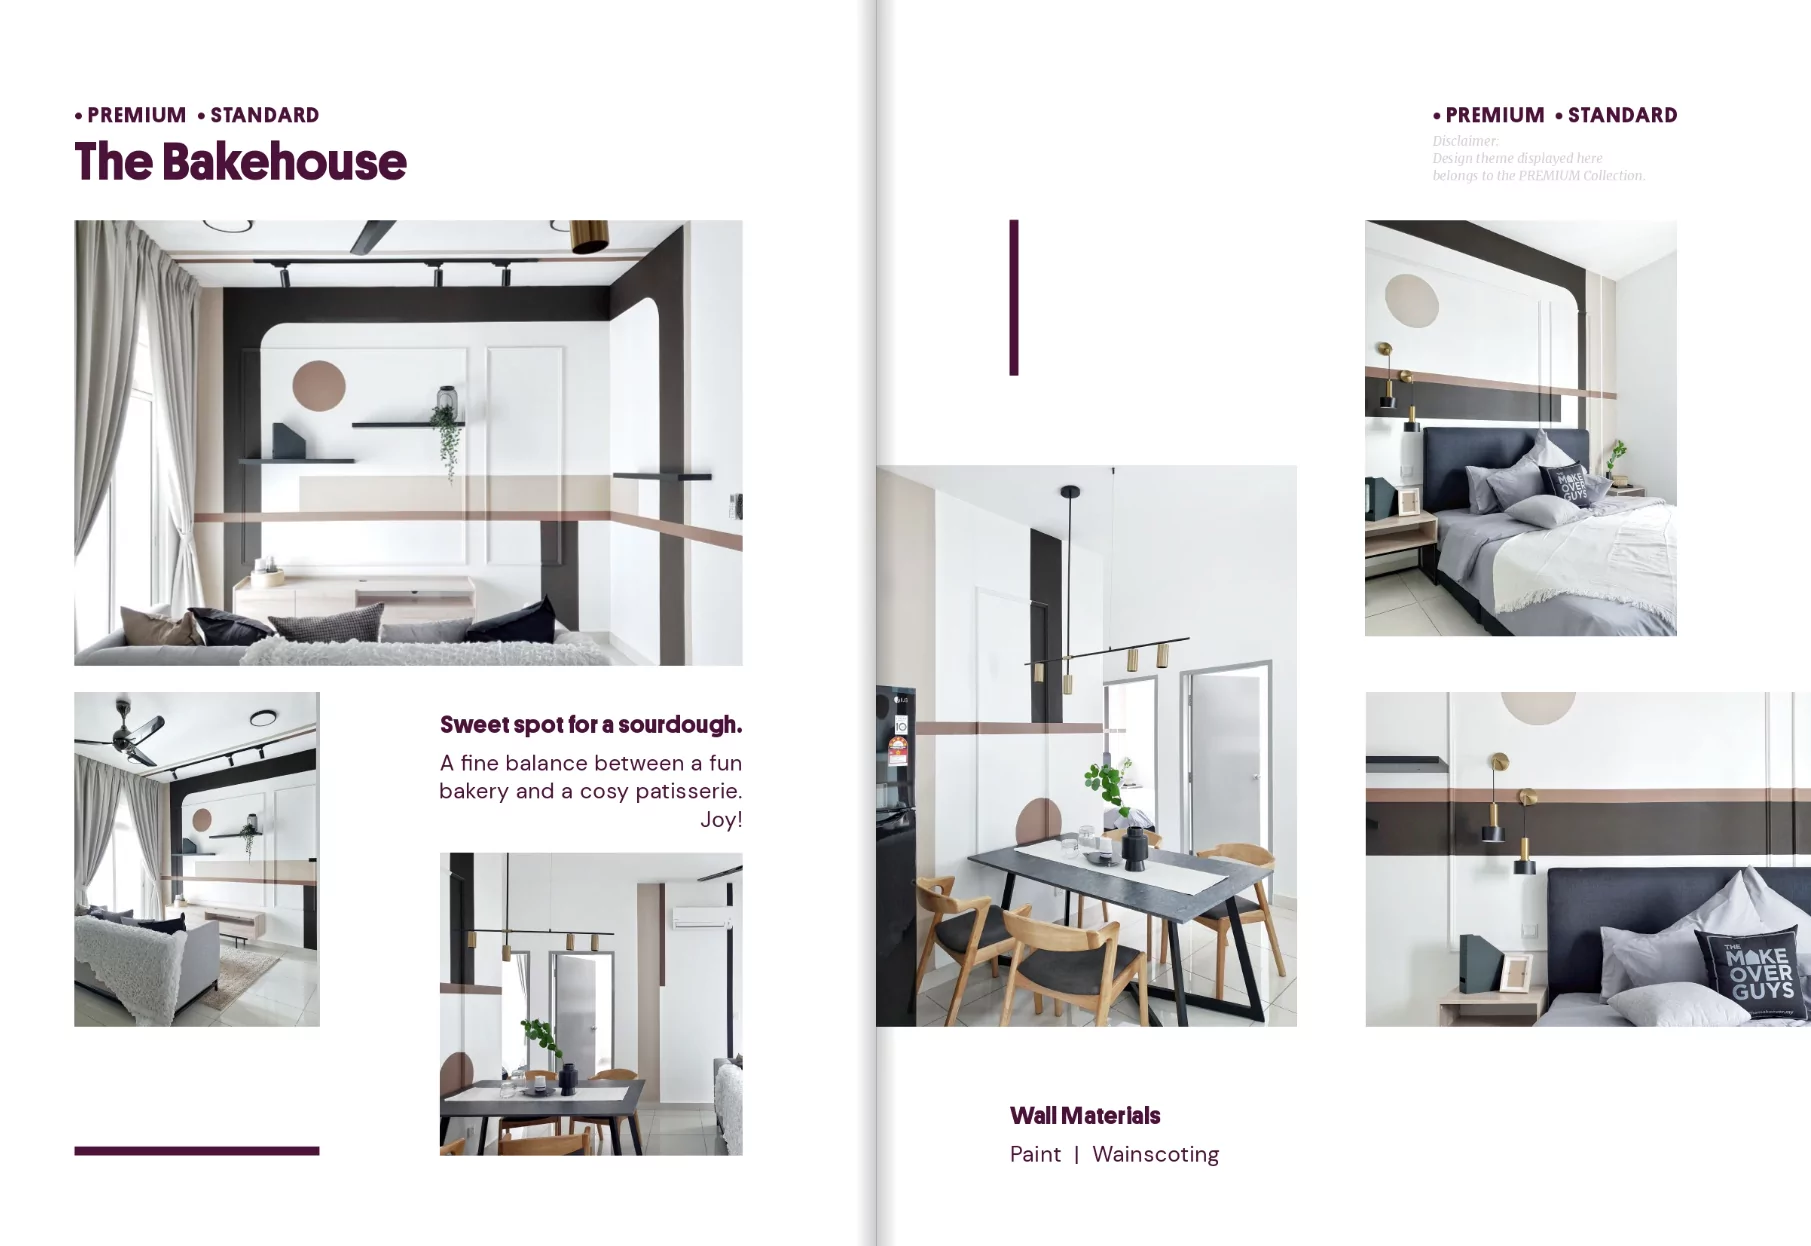 • PREMIUM • STANDARD
The Bakehouse
Sweet spot for a sourdough.
A fine balance between a fun
bakery and a cosy patisserie.
Joy!
• PREMIUM • STANDARD
Disclaimer:
Design theme displayed here
belongs to the PREMIUM Collection.
THE
MAKE
OVER
GUYS
LG
10
THE
MAKE
OVER
GUYS
Wall Materials
Paint | Wainscoting